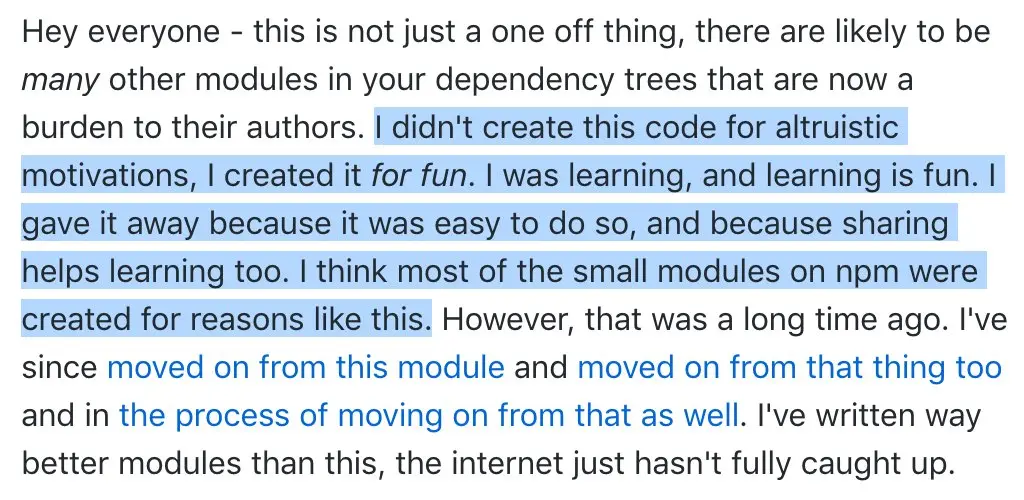 Hey everyone - this is not just a one off thing, there are likely to be
many other modules in your dependency trees that are now a
burden to their authors. I didn't create this code for altruistic
motivations, I created it for fun. I was learning, and learning is fun. I
gave it away because it was easy to do so, and because sharing
helps learning too. I think most of the small modules on npm were
created for reasons like this. However, that was a long time ago. I've
since moved on from this module and moved on from that thing too
and in the process of moving on from that as well. I've written way
better modules than this, the internet just hasn't fully caught up.